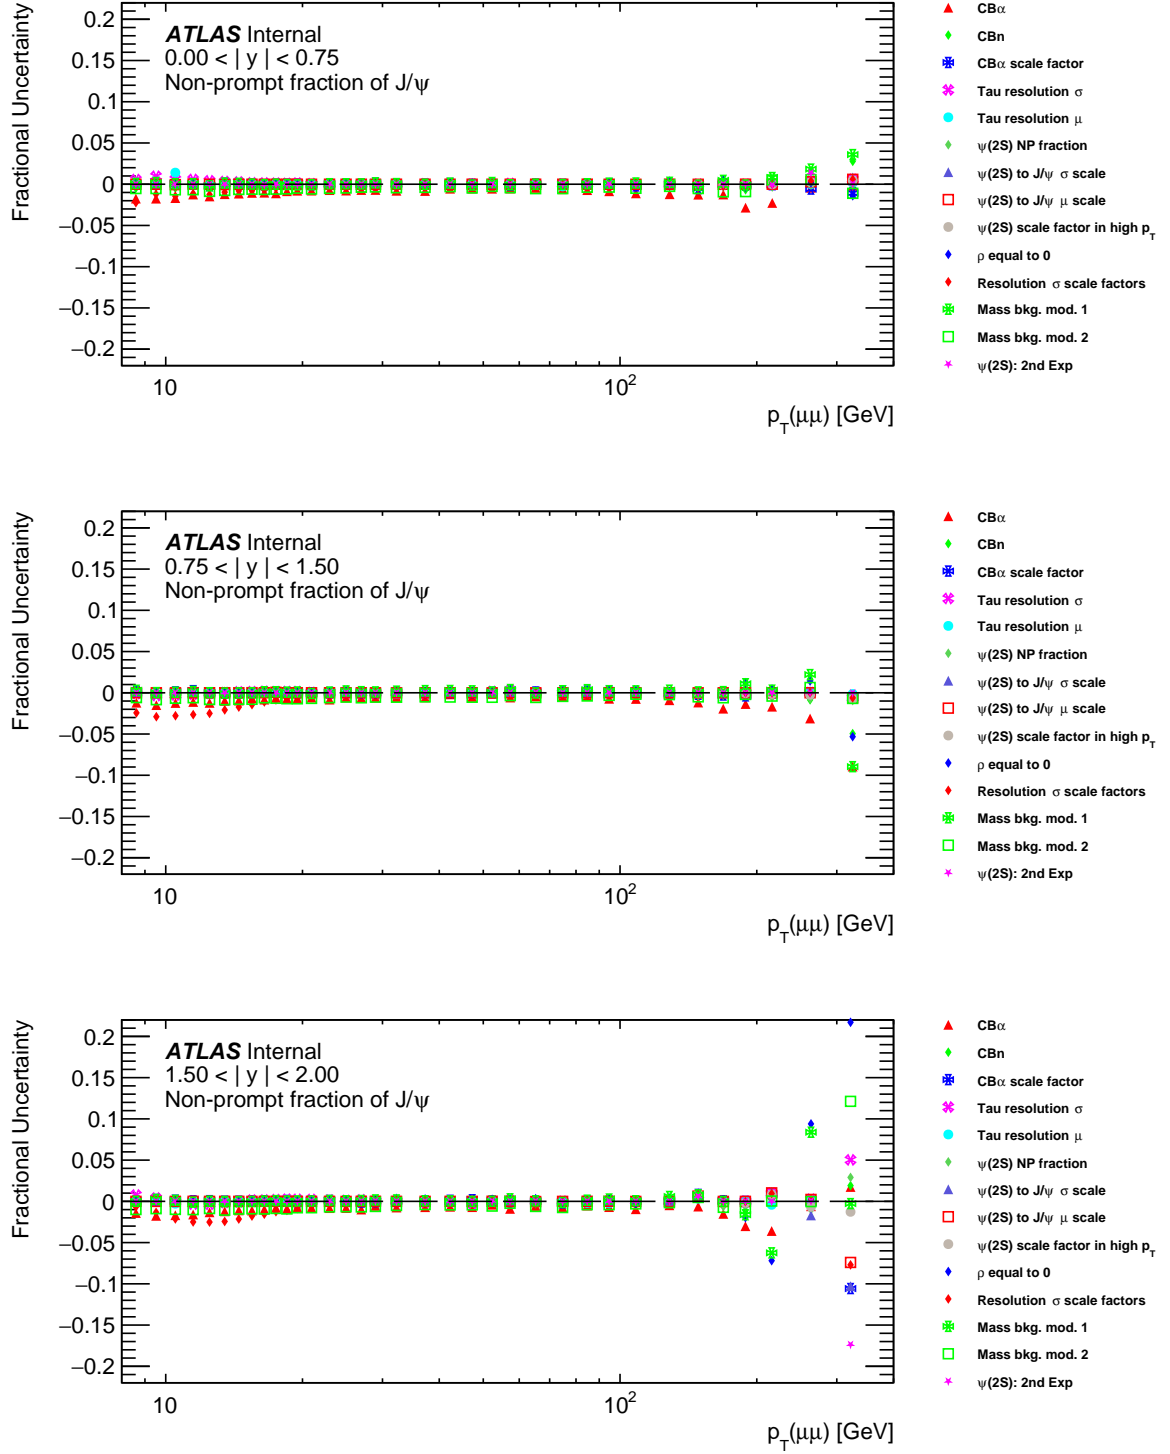 Fractional Uncertainty
0.2
0.15
0.1
0.05
0
−0.05
−0.1
−0.15
−0.2
ATLAS Internal
0.00 < | y | < 0.75
Non-prompt fraction of J/ψ
10
10²
p_T(μμ) [GeV]
CBα
CBn
CBα scale factor
Tau resolution σ
Tau resolution μ
ψ(2S) NP fraction
ψ(2S) to J/ψ σ scale
ψ(2S) to J/ψ μ scale
ψ(2S) scale factor in high p_T
ρ equal to 0
Resolution σ scale factors
Mass bkg. mod. 1
Mass bkg. mod. 2
ψ(2S): 2nd Exp
Fractional Uncertainty
0.2
0.15
0.1
0.05
0
−0.05
−0.1
−0.15
−0.2
ATLAS Internal
0.75 < | y | < 1.50
Non-prompt fraction of J/ψ
10
10²
p_T(μμ) [GeV]
CBα
CBn
CBα scale factor
Tau resolution σ
Tau resolution μ
ψ(2S) NP fraction
ψ(2S) to J/ψ σ scale
ψ(2S) to J/ψ μ scale
ψ(2S) scale factor in high p_T
ρ equal to 0
Resolution σ scale factors
Mass bkg. mod. 1
Mass bkg. mod. 2
ψ(2S): 2nd Exp
Fractional Uncertainty
0.2
0.15
0.1
0.05
0
−0.05
−0.1
−0.15
−0.2
ATLAS Internal
1.50 < | y | < 2.00
Non-prompt fraction of J/ψ
10
10²
p_T(μμ) [GeV]
CBα
CBn
CBα scale factor
Tau resolution σ
Tau resolution μ
ψ(2S) NP fraction
ψ(2S) to J/ψ σ scale
ψ(2S) to J/ψ μ scale
ψ(2S) scale factor in high p_T
ρ equal to 0
Resolution σ scale factors
Mass bkg. mod. 1
Mass bkg. mod. 2
ψ(2S): 2nd Exp